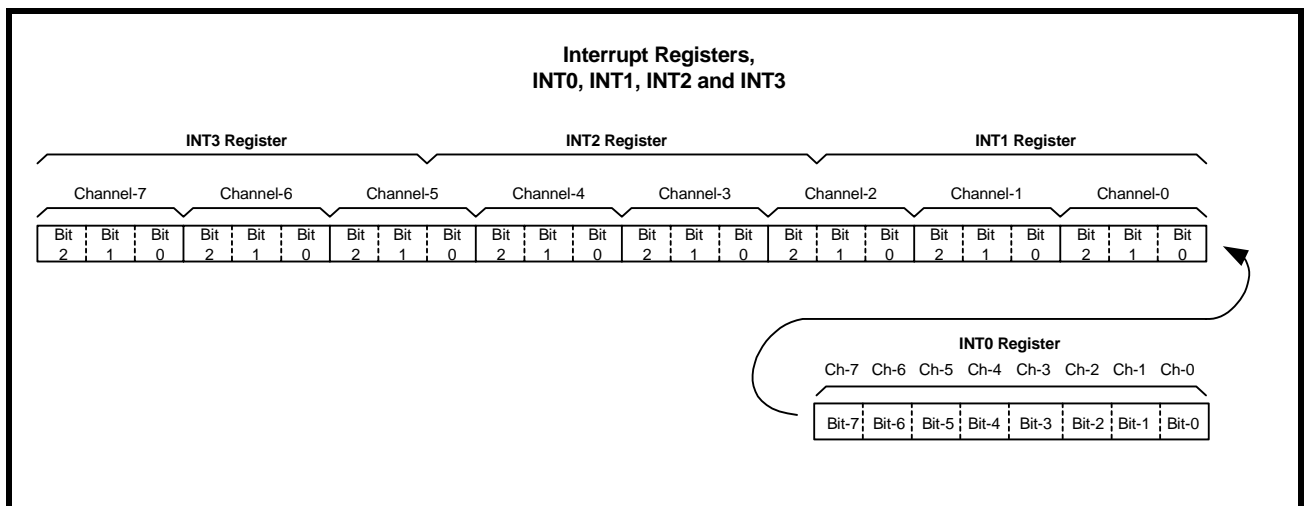 Interrupt Registers,
INT0, INT1, INT2 and INT3
INT3 Register INT2 Register INT1 Register
Channel-7 Channel-6 Channel-5 Channel-4 Channel-3 Channel-2 Channel-1 Channel-0
Bit Bit Bit Bit Bit Bit Bit Bit Bit Bit Bit Bit Bit Bit Bit Bit Bit Bit Bit Bit Bit Bit Bit Bit
2 1 0 2 1 0 2 1 0 2 1 0 2 1 0 2 1 0 2 1 0 2 1 0
INT0 Register
Ch-7 Ch-6 Ch-5 Ch-4 Ch-3 Ch-2 Ch-1 Ch-0
Bit-7 Bit-6 Bit-5 Bit-4 Bit-3 Bit-2 Bit-1 Bit-0